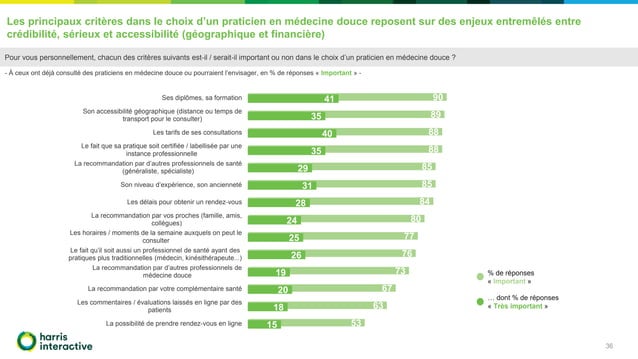 Les principaux critères dans le choix d'un praticien en médecine douce reposent sur des enjeux entremêlés entre
crédibilité, sérieux et accessibilité (géographique et financière)
Pour vous personnellement, chacun des critères suivants est-il / serait-il important ou non dans le choix d'un praticien en médecine douce ?
- À ceux ont déjà consulté des praticiens en médecine douce ou pourraient l'envisager, en % de réponses « Important » -
Ses diplômes, sa formation
41 90
Son accessibilité géographique (distance ou temps de
transport pour le consulter)
35 89
Les tarifs de ses consultations
40 88
Le fait que sa pratique soit certifiée / labellisée par une
instance professionnelle
35 88
La recommandation par d'autres professionnels de santé
(généraliste, spécialiste)
29 85
Son niveau d'expérience, son ancienneté
31 85
Les délais pour obtenir un rendez-vous
28 84
La recommandation par vos proches (famille, amis,
collègues)
24 80
Les horaires / moments de la semaine auxquels on peut le
consulter
25 77
Le fait qu'il soit aussi un professionnel de santé ayant des
pratiques plus traditionnelles (médecin, kinésithérapeute...)
26 76
La recommandation par d'autres professionnels de
médecine douce
19 73
La recommandation par votre complémentaire santé
20 67
Les commentaires / évaluations laissés en ligne par des
patients
18 63
La possibilité de prendre rendez-vous en ligne
15 53
% de réponses
« Important »
… dont % de réponses
« Très important »
harris
interactive
36